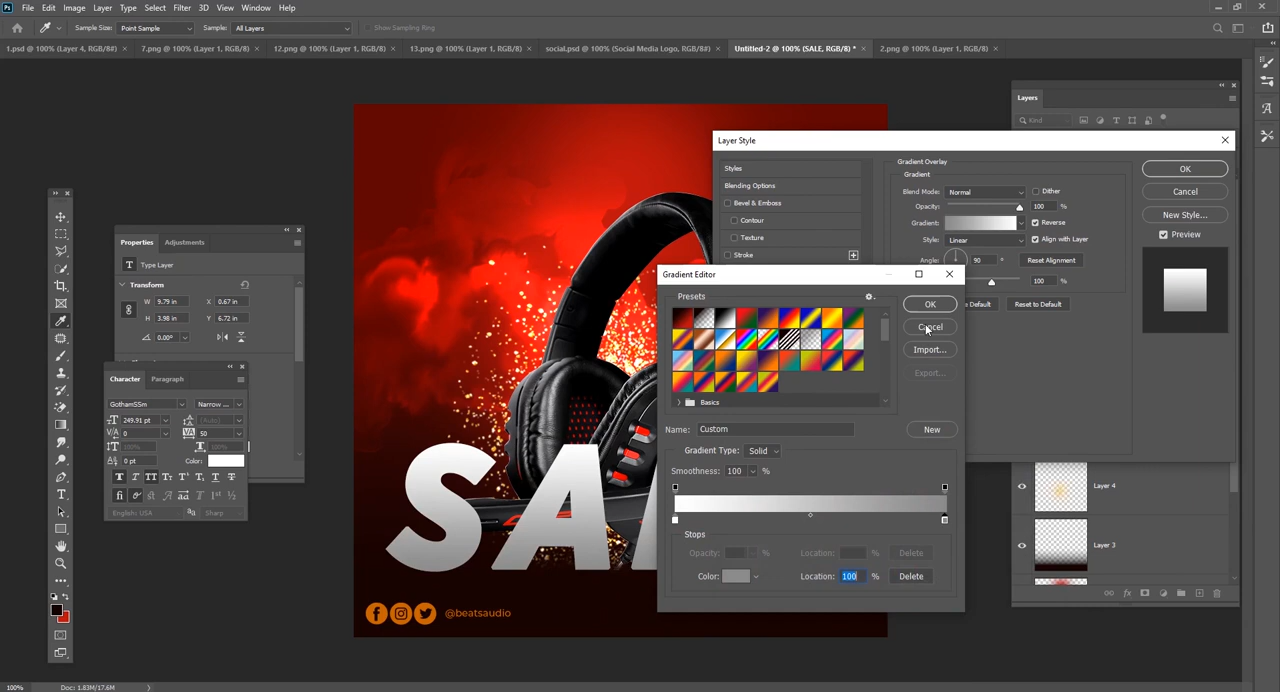 Ps File Edit Image Layer Type Select Filter 3D View Window Help
Sample Size: Point Sample Sample: All Layers Show Sampling Ring
1.psd @ 100% (Layer 4, RGB/8#) × 7.png @ 100% (Layer 1, RGB/8) × 12.png @ 100% (Layer 1, RGB/8) × 13.png @ 100% (Layer 1, RGB/8) × social.psd @ 100% (Social Media Logo, RGB/8#) × Untitled-2 @ 100% (SALE, RGB/8) * × 2.png @ 100% (Layer 1, RGB/8) ×
Layers
Kind
Layer Style
Styles
Blending Options
Bevel & Emboss
Contour
Texture
Stroke
Gradient Overlay
Gradient
Blend Mode: Normal Dither
Opacity: 100 %
Gradient: Reverse
Style: Linear Align with Layer
Angle: 90 ° Reset Alignment
100 %
Default Reset to Default
OK
Cancel
New Style...
Preview
Properties Adjustments
T Type Layer
Transform
W 9.79 in X 0.67 in
H 3.98 in Y 6.72 in
0.00°
Character Paragraph
GothamSSm Narrow ...
249.91 pt (Auto)
0 50
100% 100%
0 pt Color:
English: USA Sharp
Gradient Editor
Presets
Basics
OK
Cancel
Import...
Export...
Name: Custom New
Gradient Type: Solid
Smoothness: 100 %
Stops
Opacity: % Location: % Delete
Color: Location: 100 % Delete
SA
@beatsaudio
Layer 4
Layer 3
100% Doc: 1.83M/17.6M